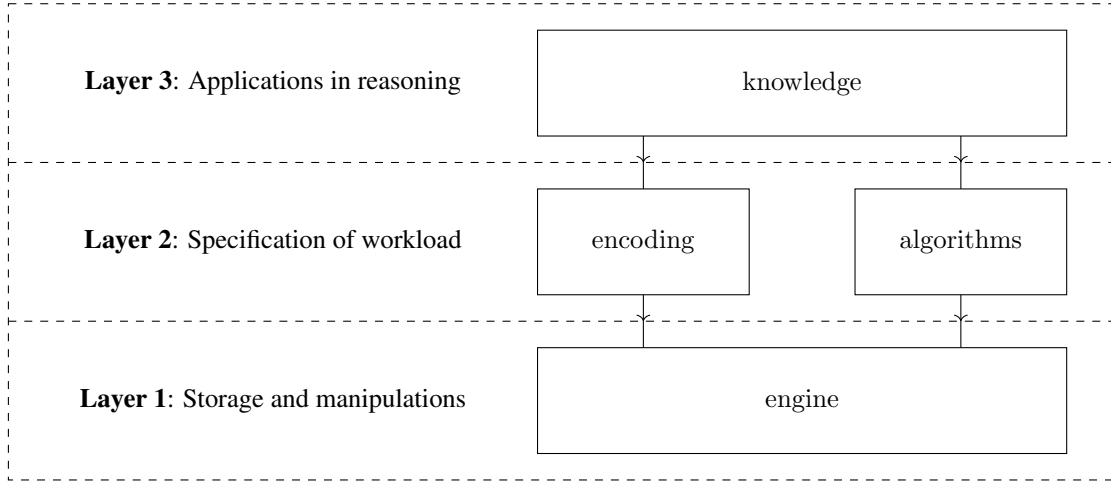 Layer 3: Applications in reasoning
knowledge
Layer 2: Specification of workload
encoding
algorithms
Layer 1: Storage and manipulations
engine